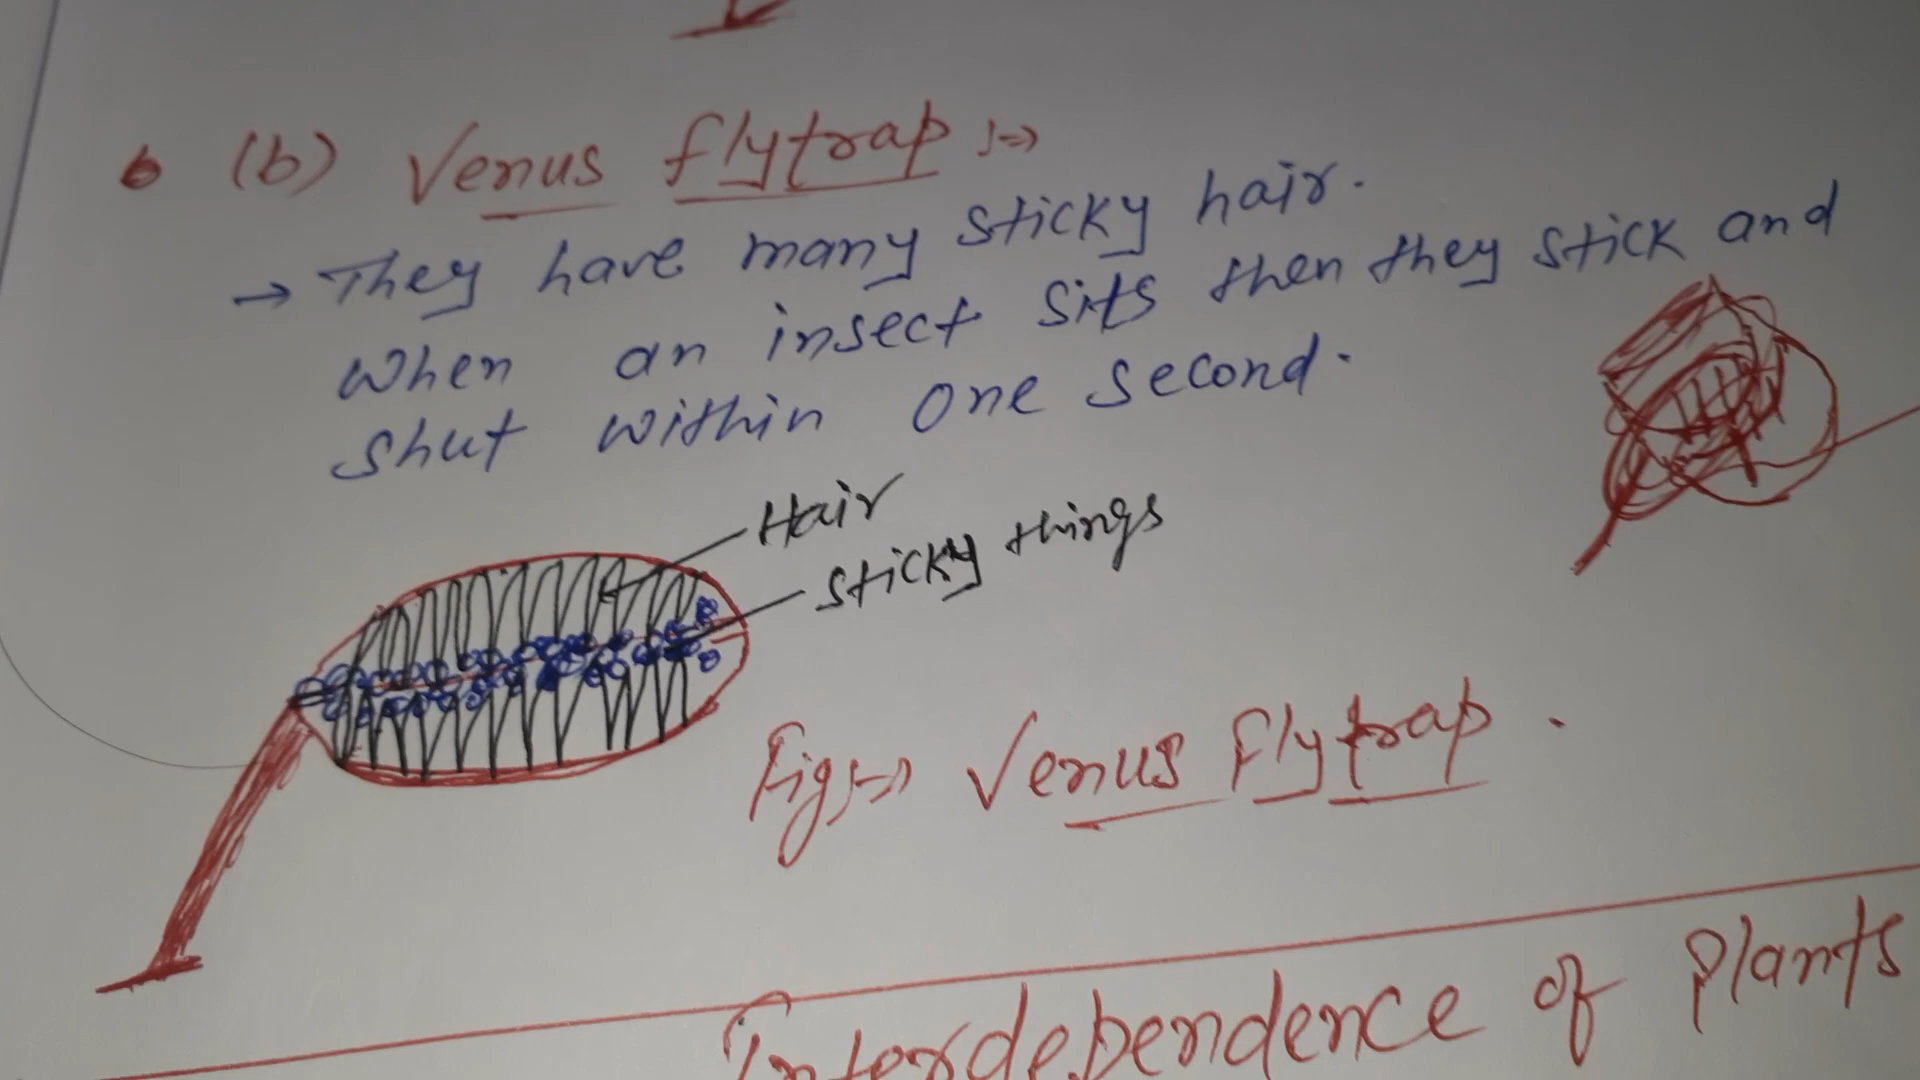 (b) Venus flytrap :→
→ They have many sticky hair.
When an insect sits then they stick and
shut within one second.
Hair
sticky things
Fig:→ Venus flytrap.
Interdependence of Plants